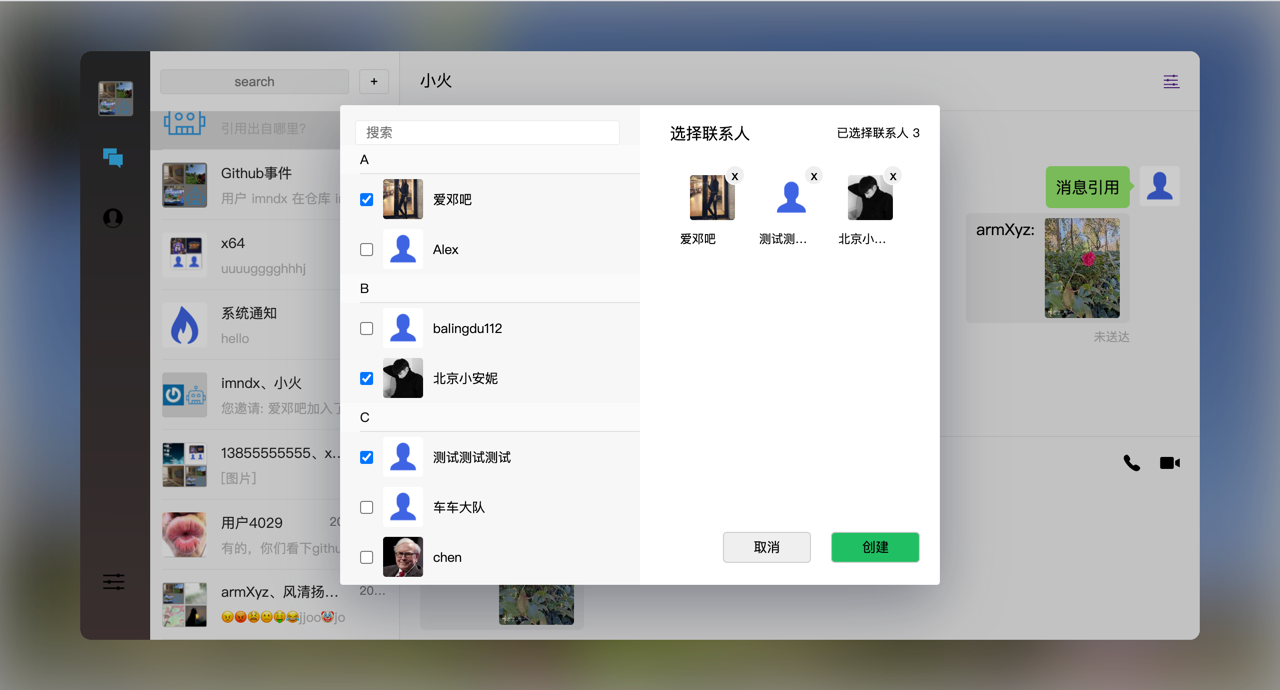 search
+
引用出自哪里?
Github事件
用户 imndx 在仓库
x64
uuuugggghhhj
系统通知
hello
imndx、小火
您邀请: 爱邓吧加入了
13855555555、x...
[图片]
用户4029
20
有的，你们看下githu
armXyz、风清扬...
20...
😠😡😫😕🤑😂jjoo🤡jo
小火
搜索
A
爱邓吧
Alex
B
balingdu112
北京小安妮
C
测试测试测试
车车大队
chen
选择联系人
已选择联系人 3
x
x
x
爱邓吧
测试测...
北京小...
取消
创建
消息引用
armXyz:
未送达